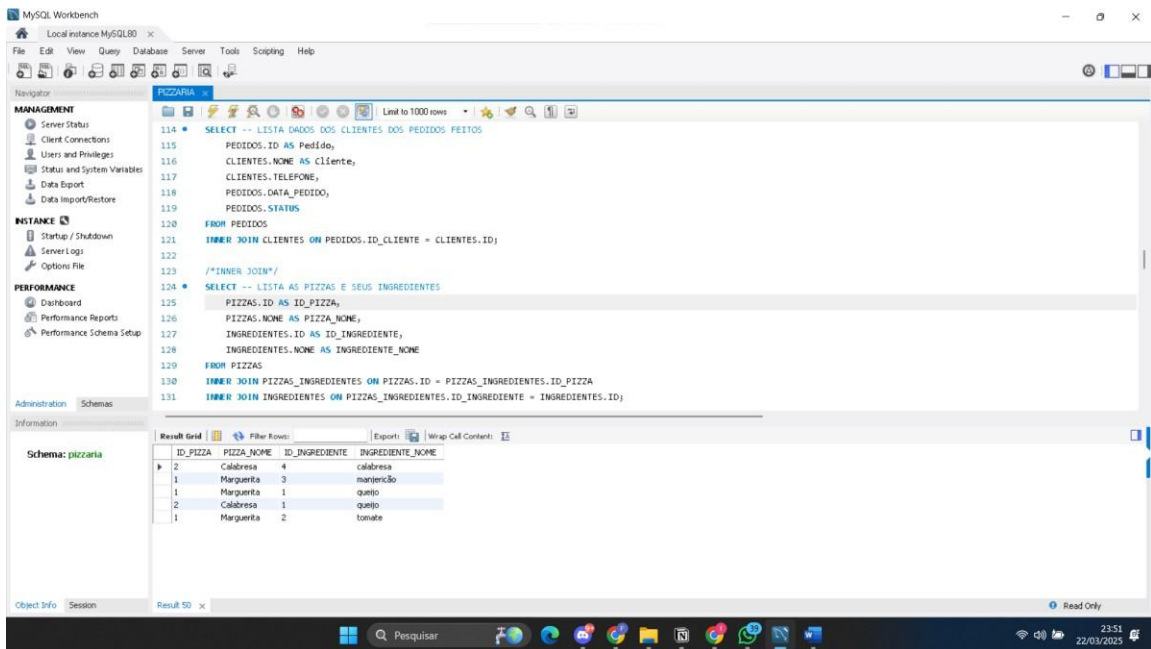 MySQL Workbench
Local instance MySQL80
File Edit View Query Database Server Tools Scripting Help
Navigator
PIZZARIA
MANAGEMENT
Server Status
Client Connections
Users and Privileges
Status and System Variables
Data Export
Data Import/Restore
INSTANCE
Startup / Shutdown
Server Logs
Options File
PERFORMANCE
Dashboard
Performance Reports
Performance Schema Setup
Administration Schemas
Limit to 1000 rows
114 SELECT -- LISTA DADOS DOS CLIENTES DOS PEDIDOS FEITOS
115 PEDIDOS.ID AS Pedido,
116 CLIENTES.NOME AS Cliente,
117 CLIENTES.TELEFONE,
118 PEDIDOS.DATA_PEDIDO,
119 PEDIDOS.STATUS
120 FROM PEDIDOS
121 INNER JOIN CLIENTES ON PEDIDOS.ID_CLIENTE = CLIENTES.ID;
122
123 /*INNER JOIN*/
124 SELECT -- LISTA AS PIZZAS E SEUS INGREDIENTES
125 PIZZAS.ID AS ID_PIZZA,
126 PIZZAS.NOME AS PIZZA_NOME,
127 INGREDIENTES.ID AS ID_INGREDIENTE,
128 INGREDIENTES.NOME AS INGREDIENTE_NOME
129 FROM PIZZAS
130 INNER JOIN PIZZAS_INGREDIENTES ON PIZZAS.ID = PIZZAS_INGREDIENTES.ID_PIZZA
131 INNER JOIN INGREDIENTES ON PIZZAS_INGREDIENTES.ID_INGREDIENTE = INGREDIENTES.ID;
Information
Schema: pizzaria
Result Grid Filter Rows: Export: Wrap Cell Content:
ID_PIZZA PIZZA_NOME ID_INGREDIENTE INGREDIENTE_NOME
2 Calabresa 4 calabresa
1 Marguerita 3 manjericão
1 Marguerita 1 queijo
2 Calabresa 1 queijo
1 Marguerita 2 tomate
Object Info Session
Result 50
Read Only
Pesquisar
39
23:51
22/03/2025